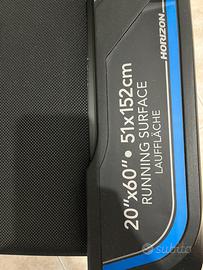 HORIZON
20"x60" • 51x152cm
RUNNING SURFACE
LAUFFLÄCHE
subito